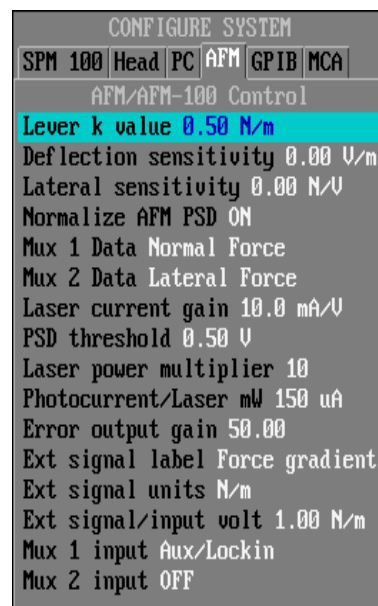 CONFIGURE SYSTEM
SPM 100 Head PC AFM GPIB MCA
AFM/AFM-100 Control
Lever k value 0.50 N/m
Deflection sensitivity 0.00 V/m
Lateral sensitivity 0.00 N/V
Normalize AFM PSD ON
Mux 1 Data Normal Force
Mux 2 Data Lateral Force
Laser current gain 10.0 mA/V
PSD threshold 0.50 V
Laser power multiplier 10
Photocurrent/Laser mW 150 uA
Error output gain 50.00
Ext signal label Force gradient
Ext signal units N/m
Ext signal/input volt 1.00 N/m
Mux 1 input Aux/Lockin
Mux 2 input OFF